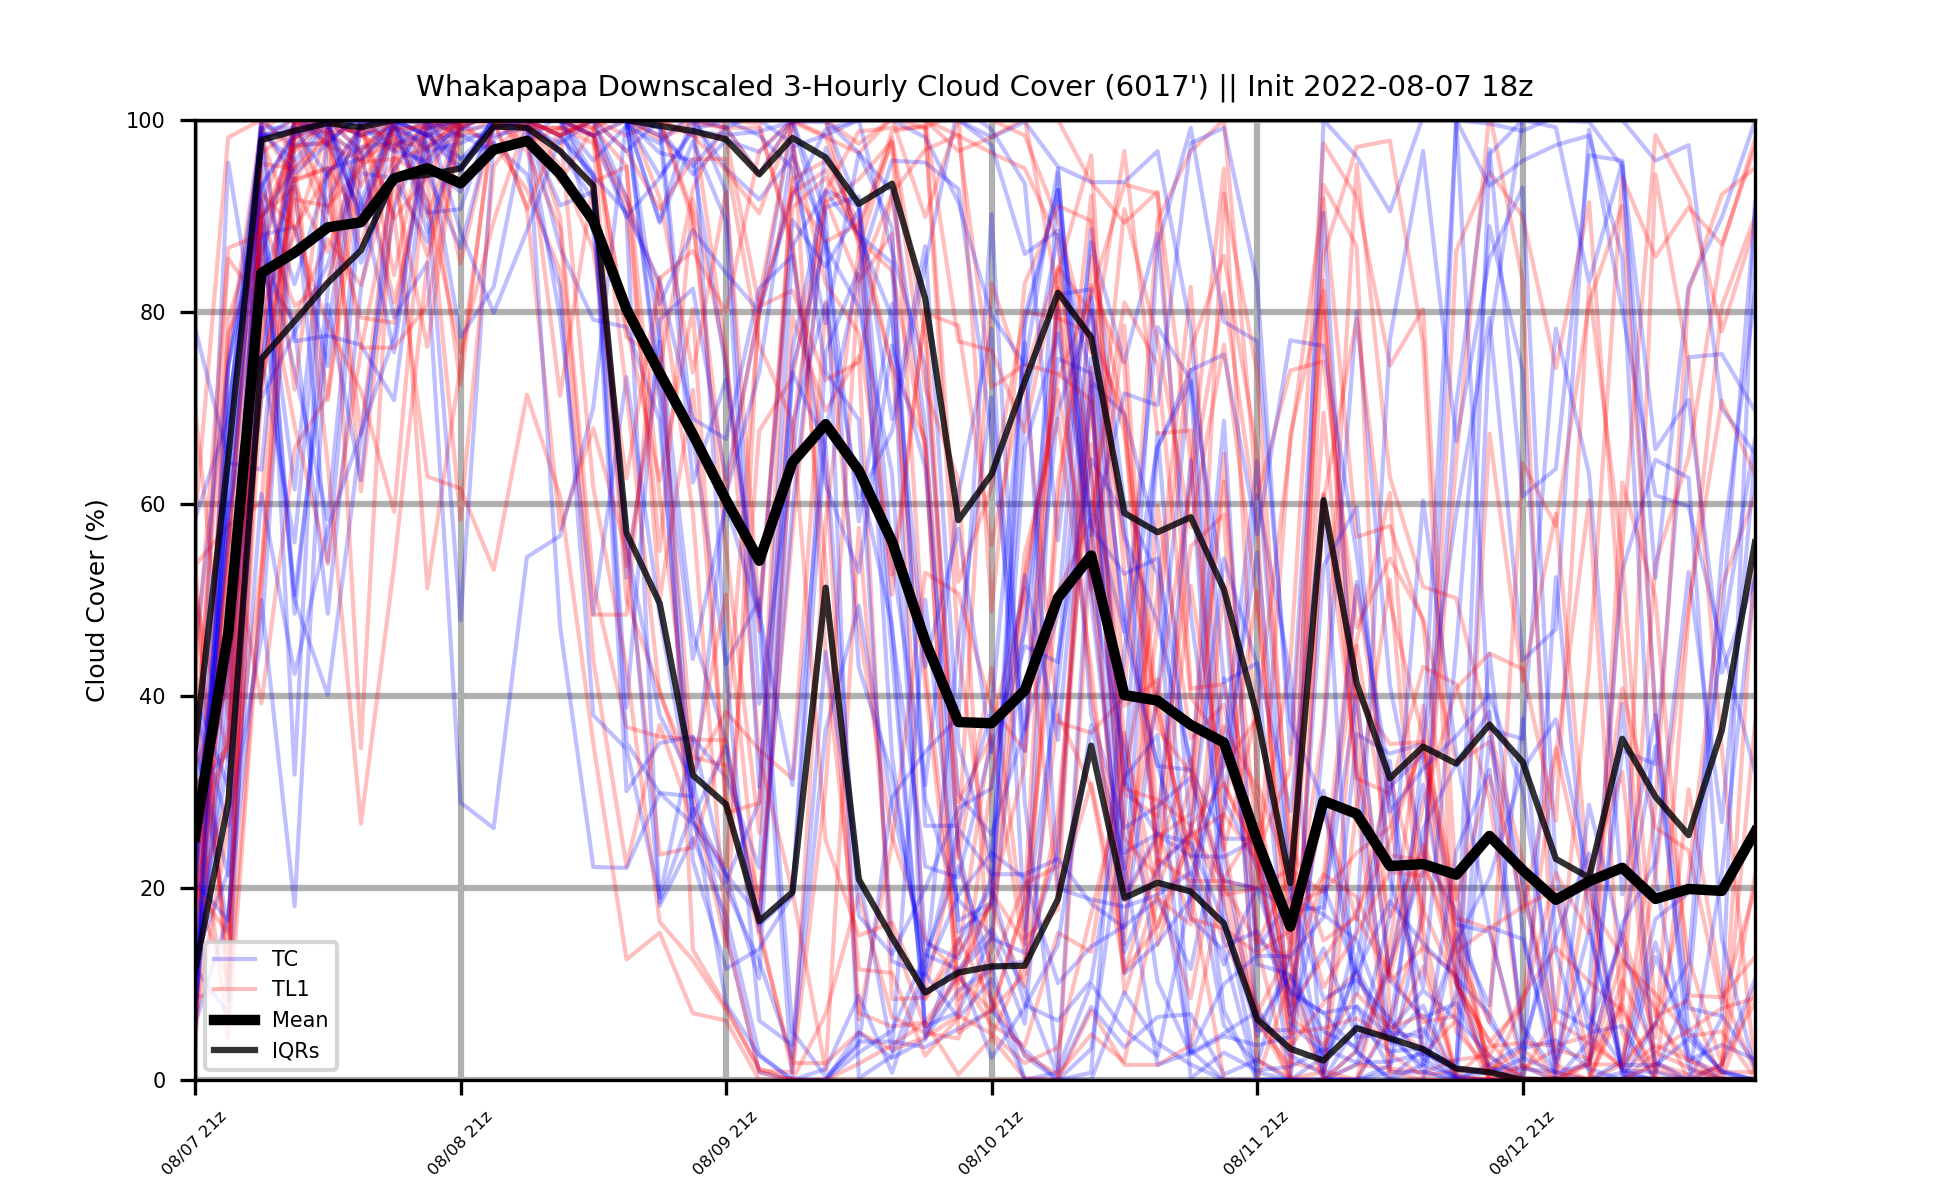 Whakapapa Downscaled 3-Hourly Cloud Cover (6017') || Init 2022-08-07 18z
Cloud Cover (%)
100
80
60
40
20
0
TC
TL1
Mean
IQRs
08/07 21z
08/08 21z
08/09 21z
08/10 21z
08/11 21z
08/12 21z